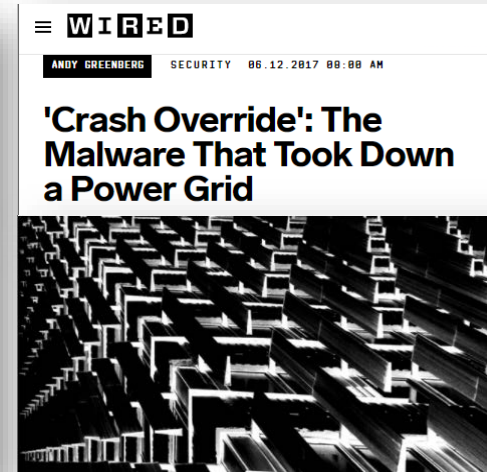 WIRED
ANDY GREENBERG SECURITY 06.12.2017 08:00 AM
'Crash Override': The
Malware That Took Down
a Power Grid